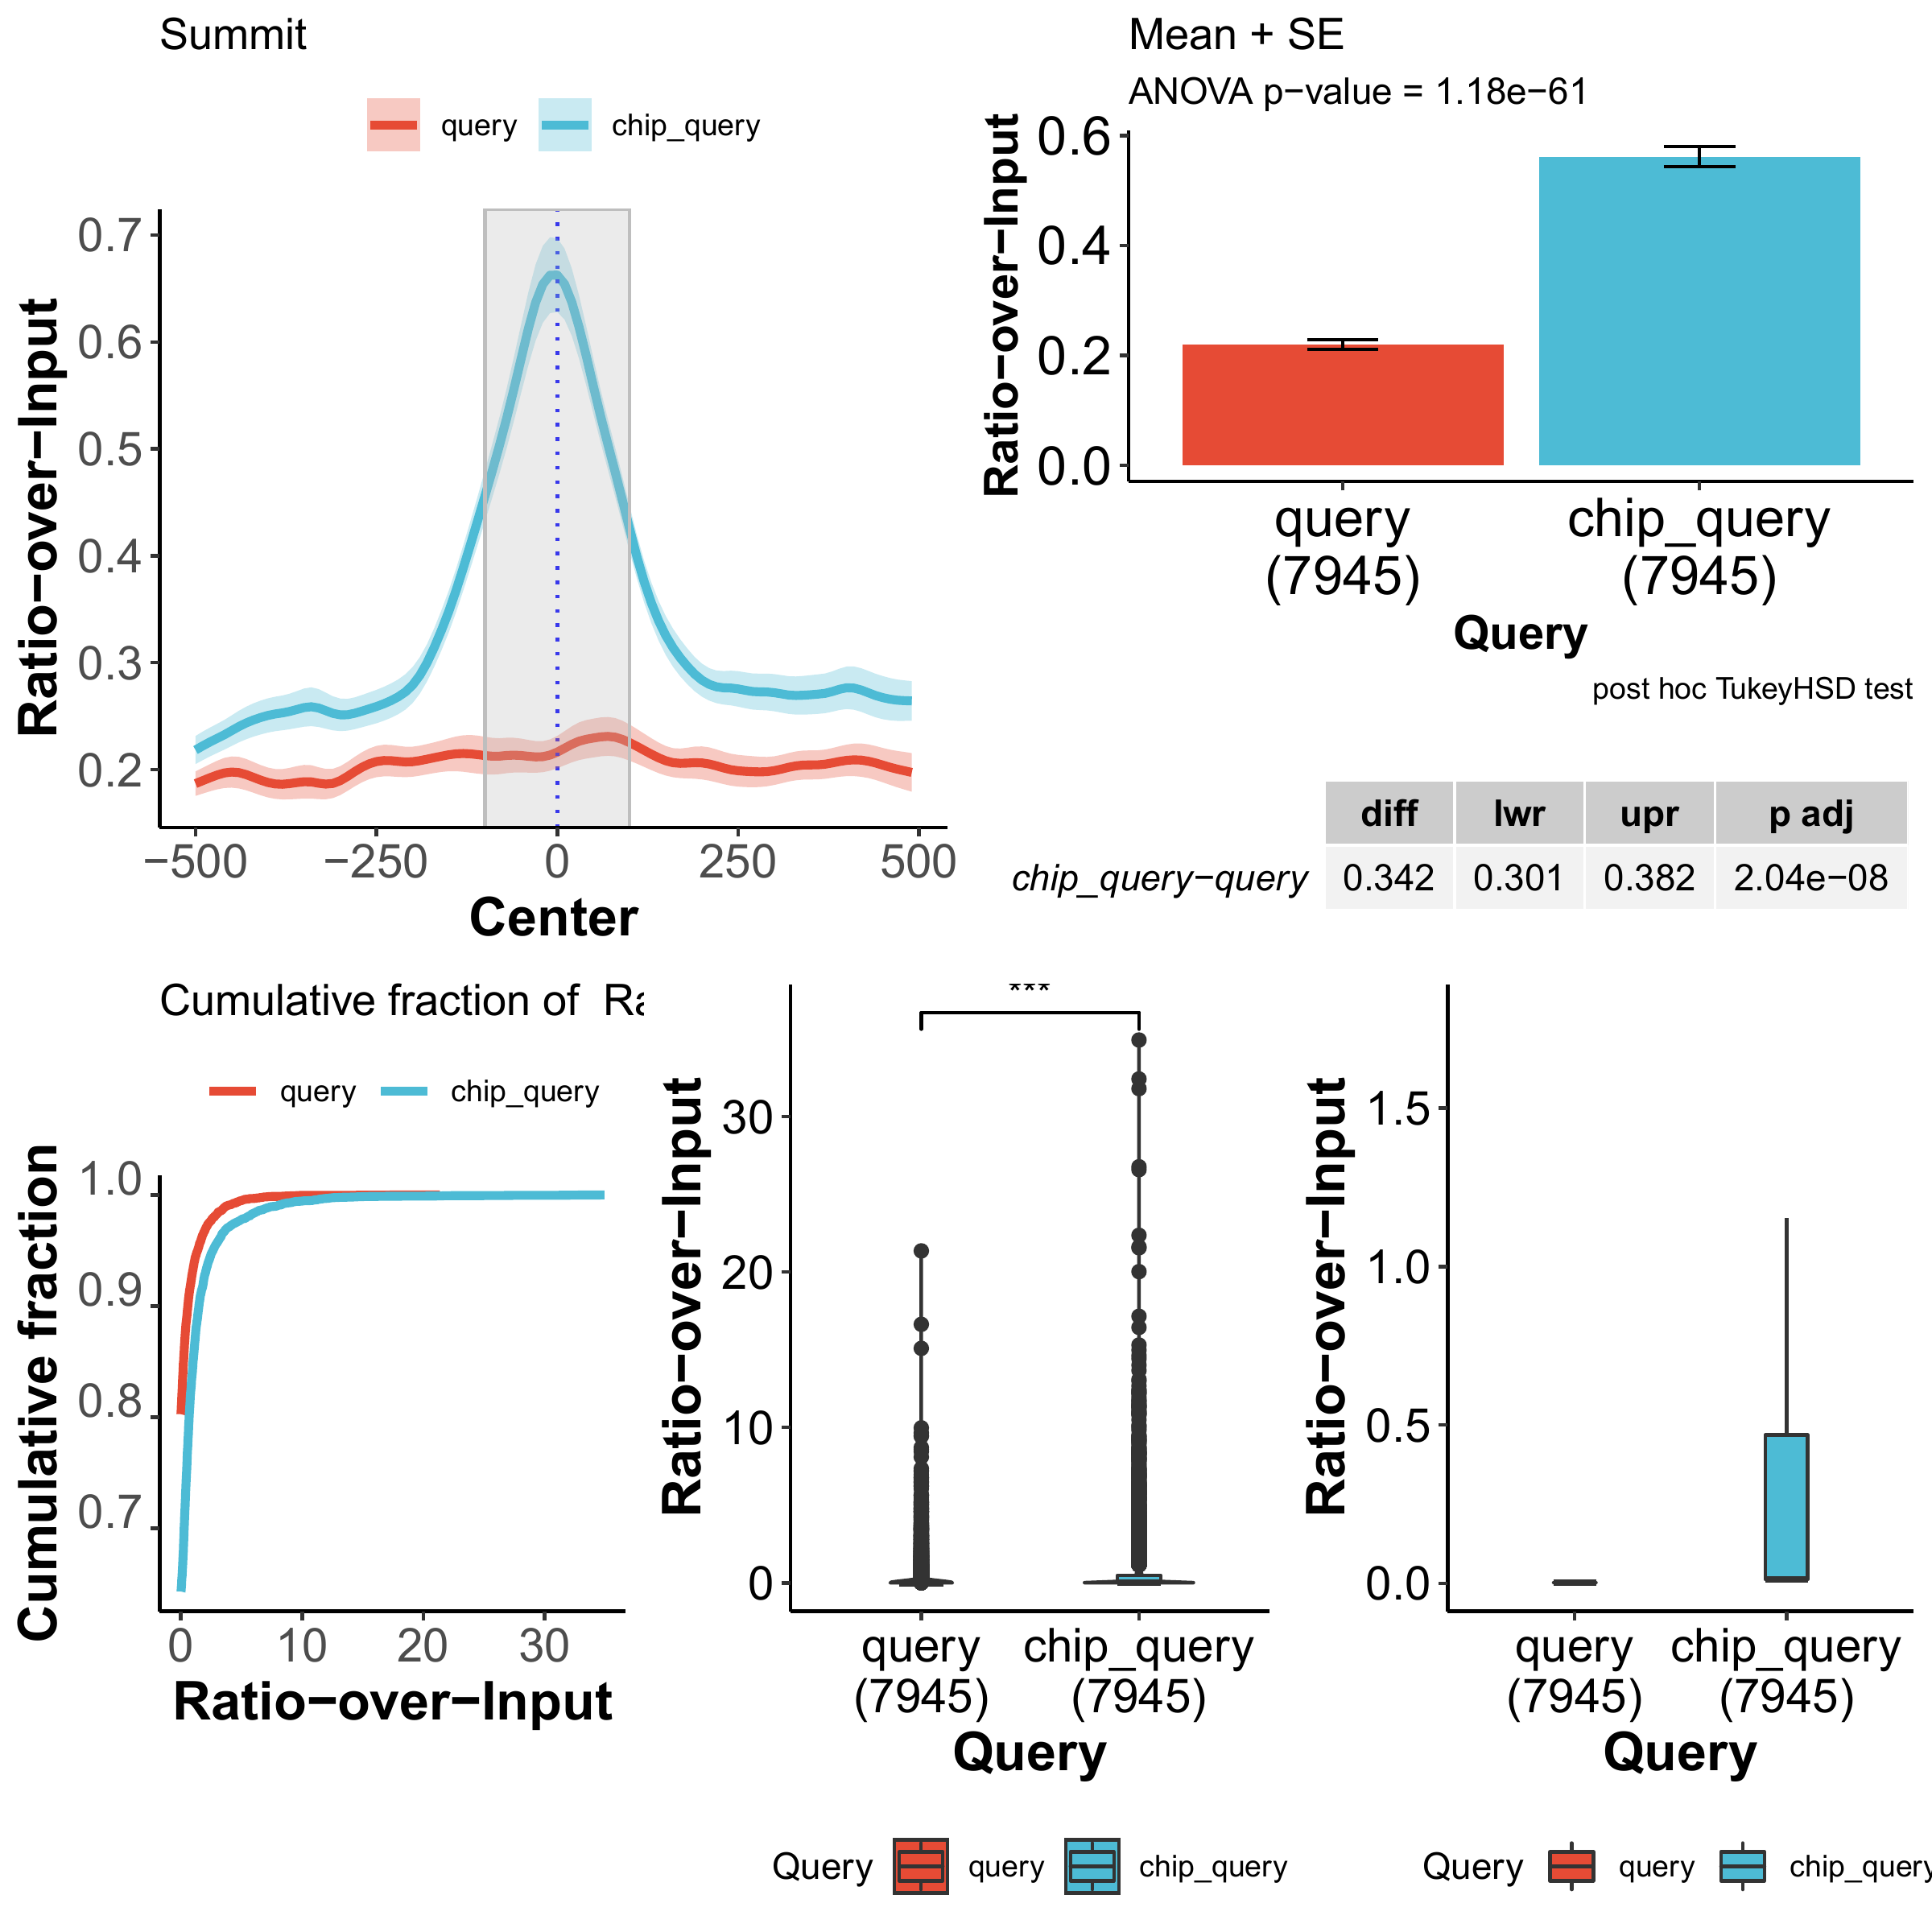 Summit
query chip_query
Ratio−over−Input
0.7
0.6
0.5
0.4
0.3
0.2
−500 −250 0 250 500
Center
Mean + SE
ANOVA p−value = 1.18e−61
Ratio−over−Input
0.6
0.4
0.2
0.0
query chip_query
(7945) (7945)
Query
post hoc TukeyHSD test
diff lwr upr p adj
chip_query−query 0.342 0.301 0.382 2.04e−08
Cumulative fraction of
query chip_query
Cumulative fraction
1.0
0.9
0.8
0.7
0 10 20 30
Ratio−over−Input
***
Ratio−over−Input
30
20
10
0
query chip_query
(7945) (7945)
Query
Query query chip_query
Ratio−over−Input
1.5
1.0
0.5
0.0
query chip_query
(7945) (7945)
Query
Query query chip_query